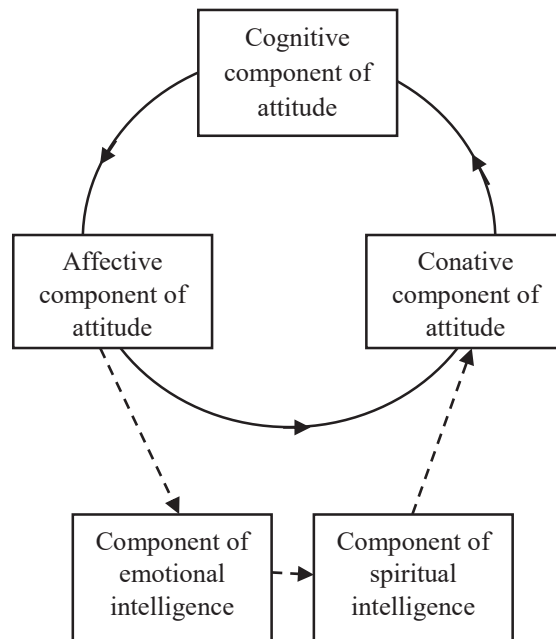 Cognitive
component of
attitude
Affective
component of
attitude
Conative
component of
attitude
Component of
emotional
intelligence
Component of
spiritual
intelligence